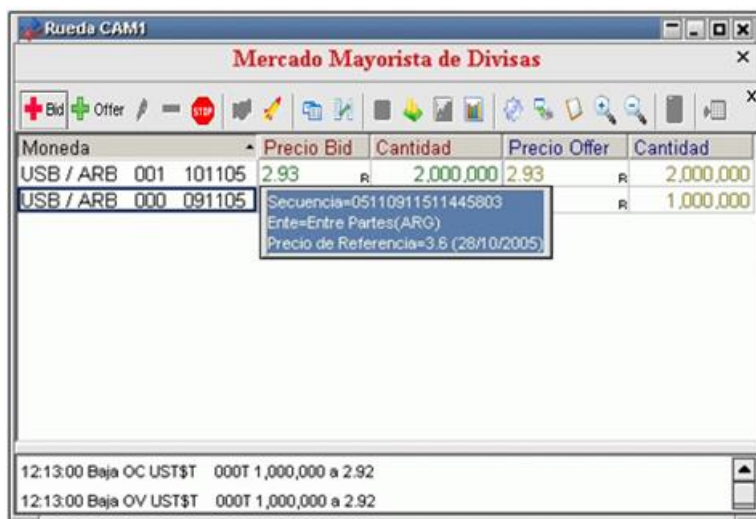 Rueda CAM1
Mercado Mayorista de Divisas
Bid Offer STOP
Moneda Precio Bid Cantidad Precio Offer Cantidad
USB / ARB 001 101105 2.93 R 2,000,000 2.93 R 2,000,000
USB / ARB 000 091105 R 1,000,000
Secuencia=05110911511445803
Ente=Entre Partes(ARG)
Precio de Referencia=3.6 (28/10/2005)
12:13:00 Baja OC UST$T 000T 1,000,000 a 2.92
12:13:00 Baja OV UST$T 000T 1,000,000 a 2.92